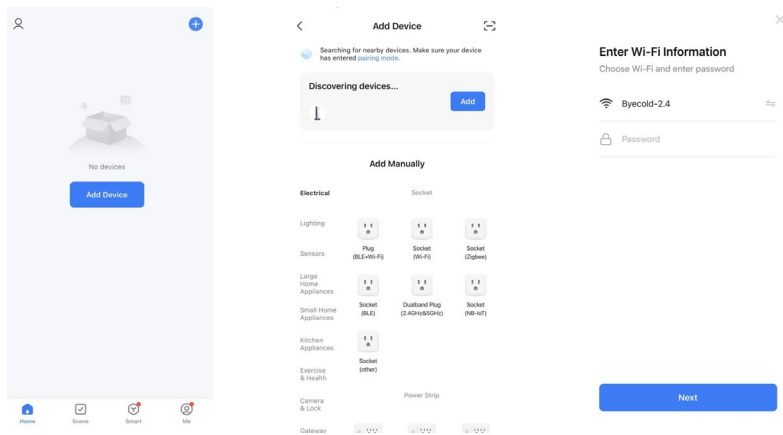 No devices
Add Device
Home
Scene
Smart
Me
Add Device
Searching for nearby devices. Make sure your device
has entered pairing mode.
Discovering devices...
Add
Add Manually
Electrical
Socket
Lighting
Sensors
Plug
(BLE+Wi-Fi)
Socket
(Wi-Fi)
Socket
(Zigbee)
Large
Home
Appliances
Small Home
Appliances
Socket
(BLE)
Dualband Plug
(2.4GHz&5GHz)
Socket
(NB-IoT)
Kitchen
Appliances
Socket
(other)
Exercise
& Health
Camera
& Lock
Power Strip
Gateway
Enter Wi-Fi Information
Choose Wi-Fi and enter password
Byecold-2.4
Password
Next